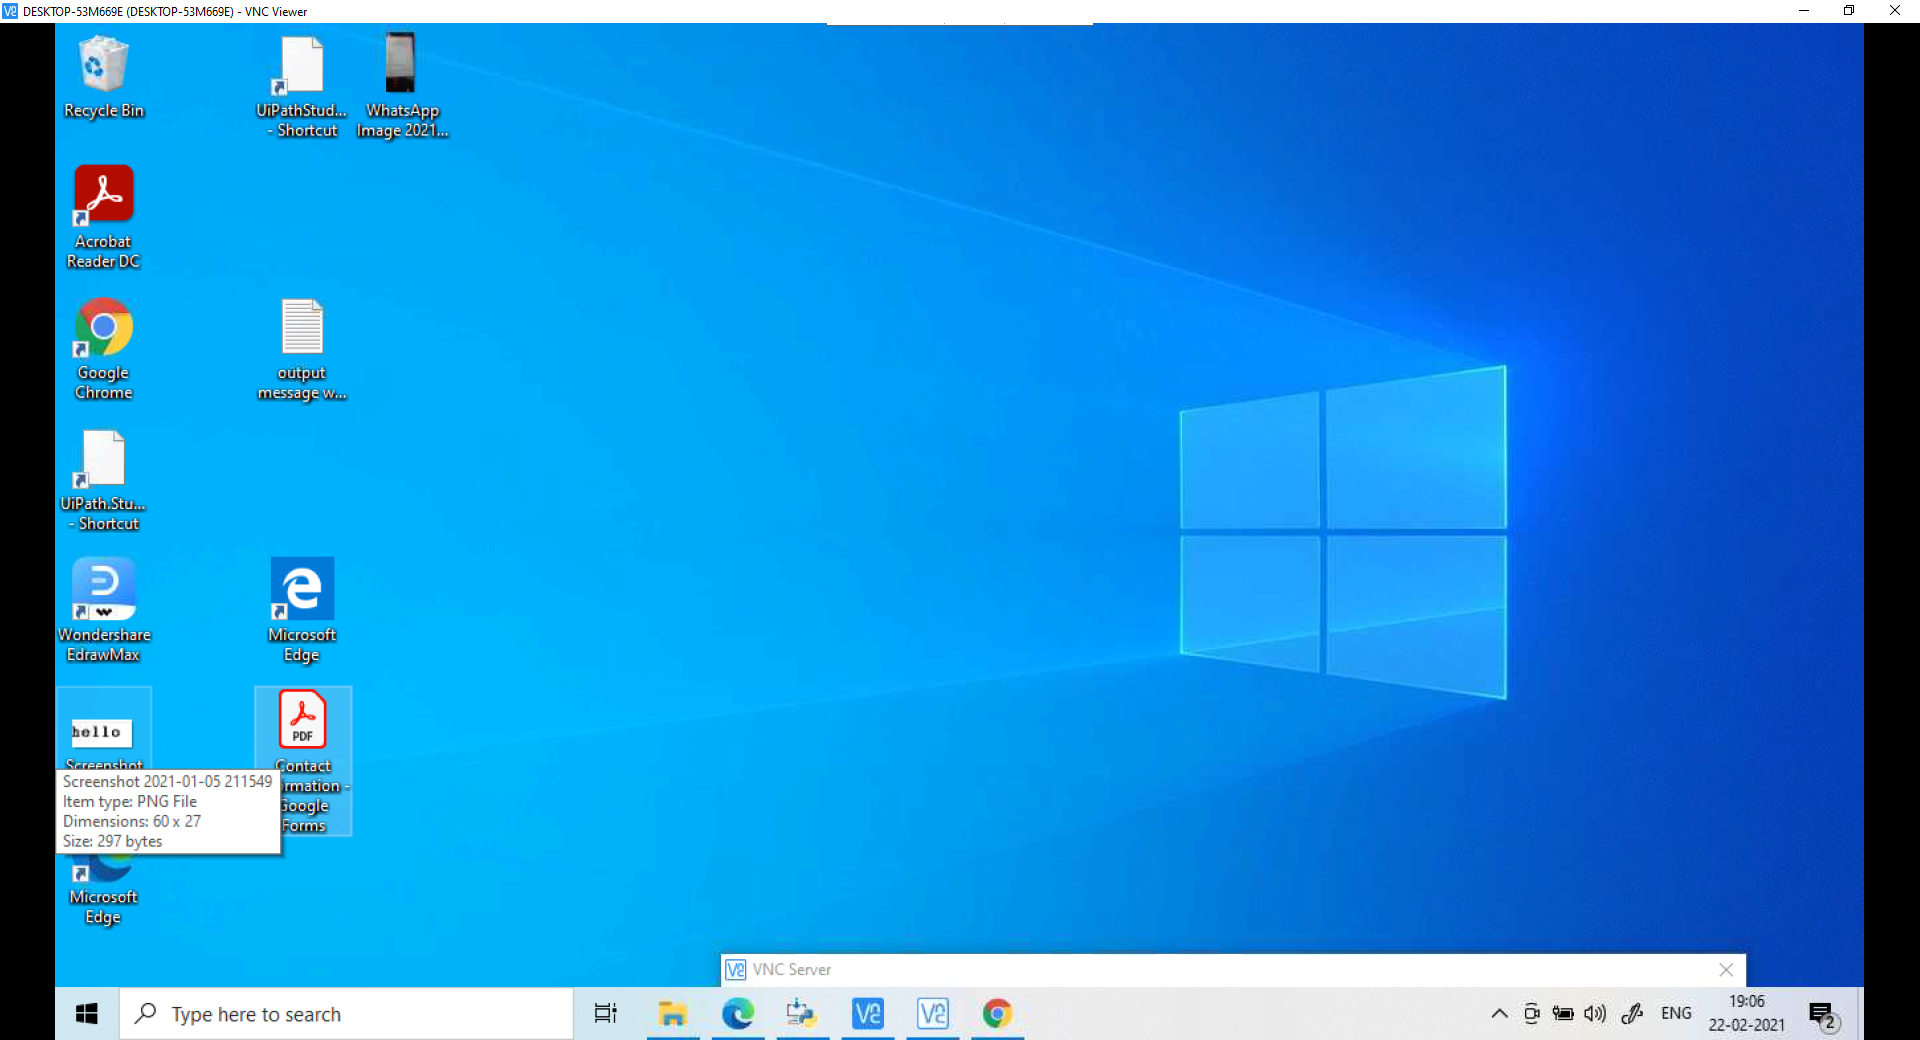 DESKTOP-53M669E (DESKTOP-53M669E) - VNC Viewer
Recycle Bin
UiPathStud...
- Shortcut
WhatsApp
Image 2021...
Acrobat
Reader DC
Google
Chrome
output
message w...
UiPath.Stu...
- Shortcut
Wondershare
EdrawMax
Microsoft
Edge
hello
Screenshot
Screenshot 2021-01-05 211549
Item type: PNG File
Dimensions: 60 x 27
Size: 297 bytes
PDF
Contact
ormation -
Google
Forms
Microsoft
Edge
VNC Server
Type here to search
ENG
19:06
22-02-2021
2